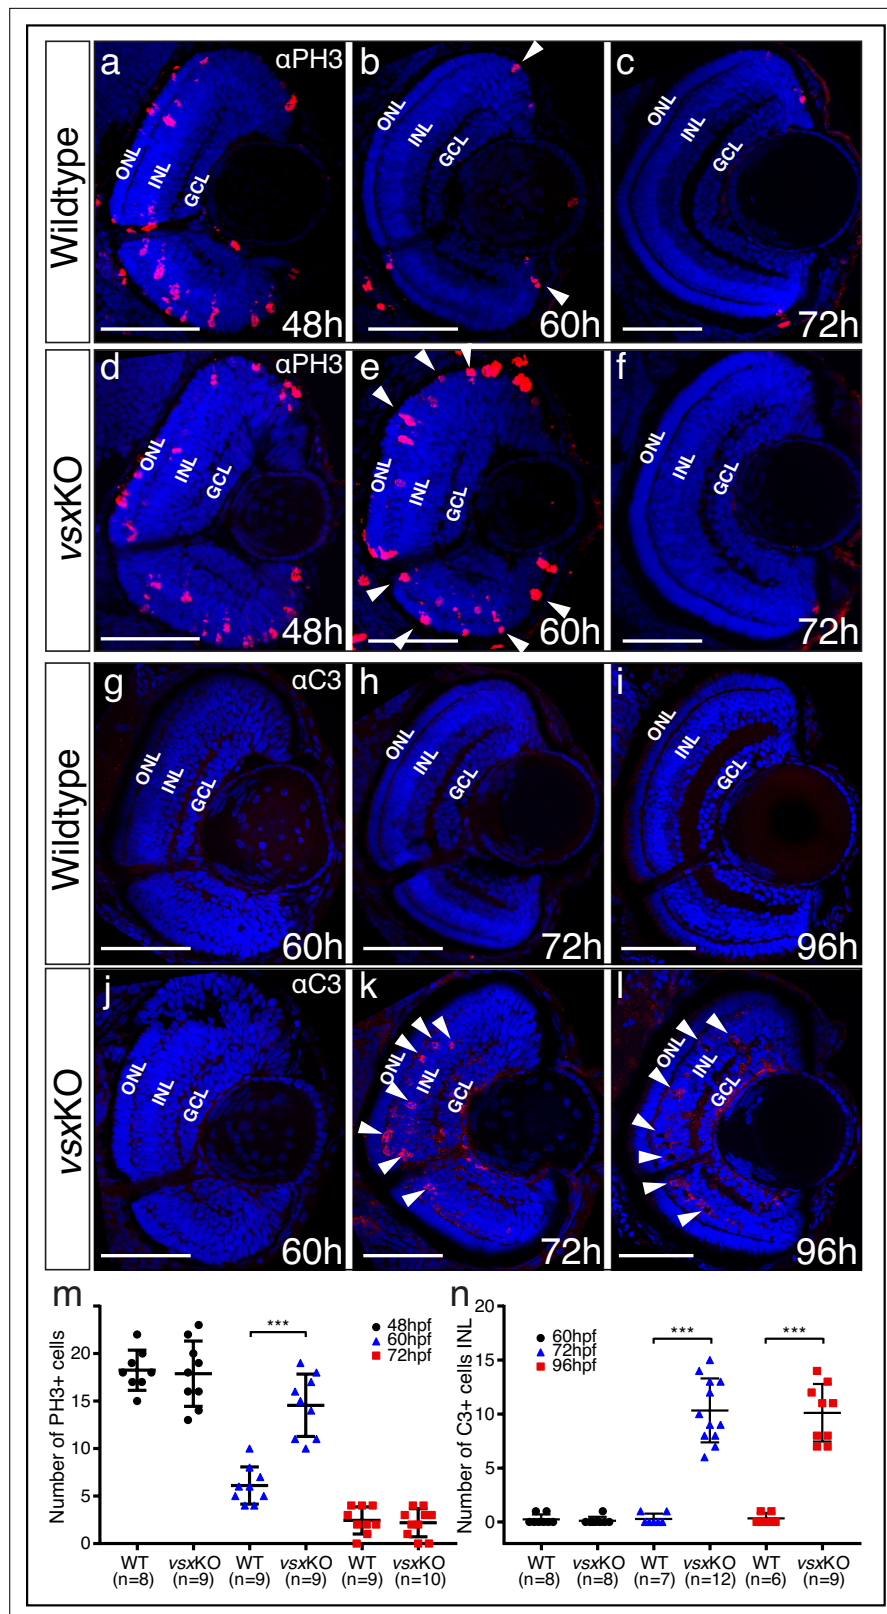 Wildtype
a
αPH3
ONL
INL
GCL
48h
b
ONL
INL
GCL
60h
c
ONL
INL
GCL
72h
vsxKO
d
αPH3
ONL
INL
GCL
48h
e
ONL
INL
GCL
60h
f
ONL
INL
GCL
72h
Wildtype
g
αC3
ONL
INL
GCL
60h
h
ONL
INL
GCL
72h
i
ONL
INL
GCL
96h
vsxKO
j
αC3
ONL
INL
GCL
60h
k
ONL
INL
GCL
72h
l
ONL
INL
GCL
96h
m
Number of PH3+ cells
20
15
10
5
0
***
48hpf
60hpf
72hpf
WT vsxKO WT vsxKO WT vsxKO
(n=8) (n=9) (n=9) (n=9) (n=9) (n=10)
n
Number of C3+ cells INL
20
15
10
5
0
60hpf
72hpf
96hpf
*** ***
WT vsxKO WT vsxKO WT vsxKO
(n=8) (n=8) (n=7) (n=12) (n=6) (n=9)